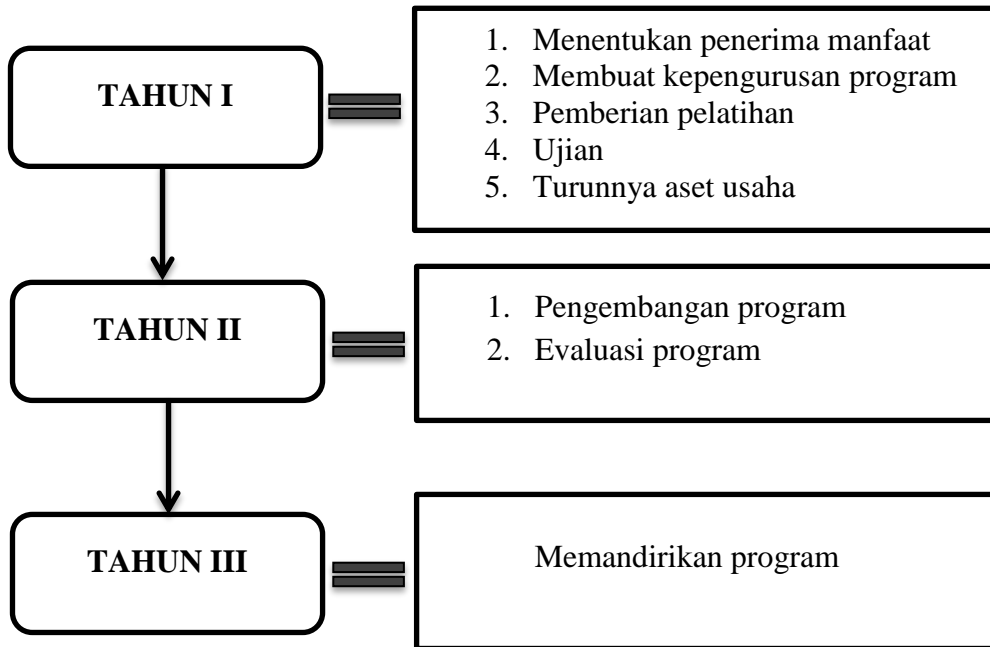 TAHUN I
1. Menentukan penerima manfaat
2. Membuat kepengurusan program
3. Pemberian pelatihan
4. Ujian
5. Turunnya aset usaha
TAHUN II
1. Pengembangan program
2. Evaluasi program
TAHUN III
Memandirikan program